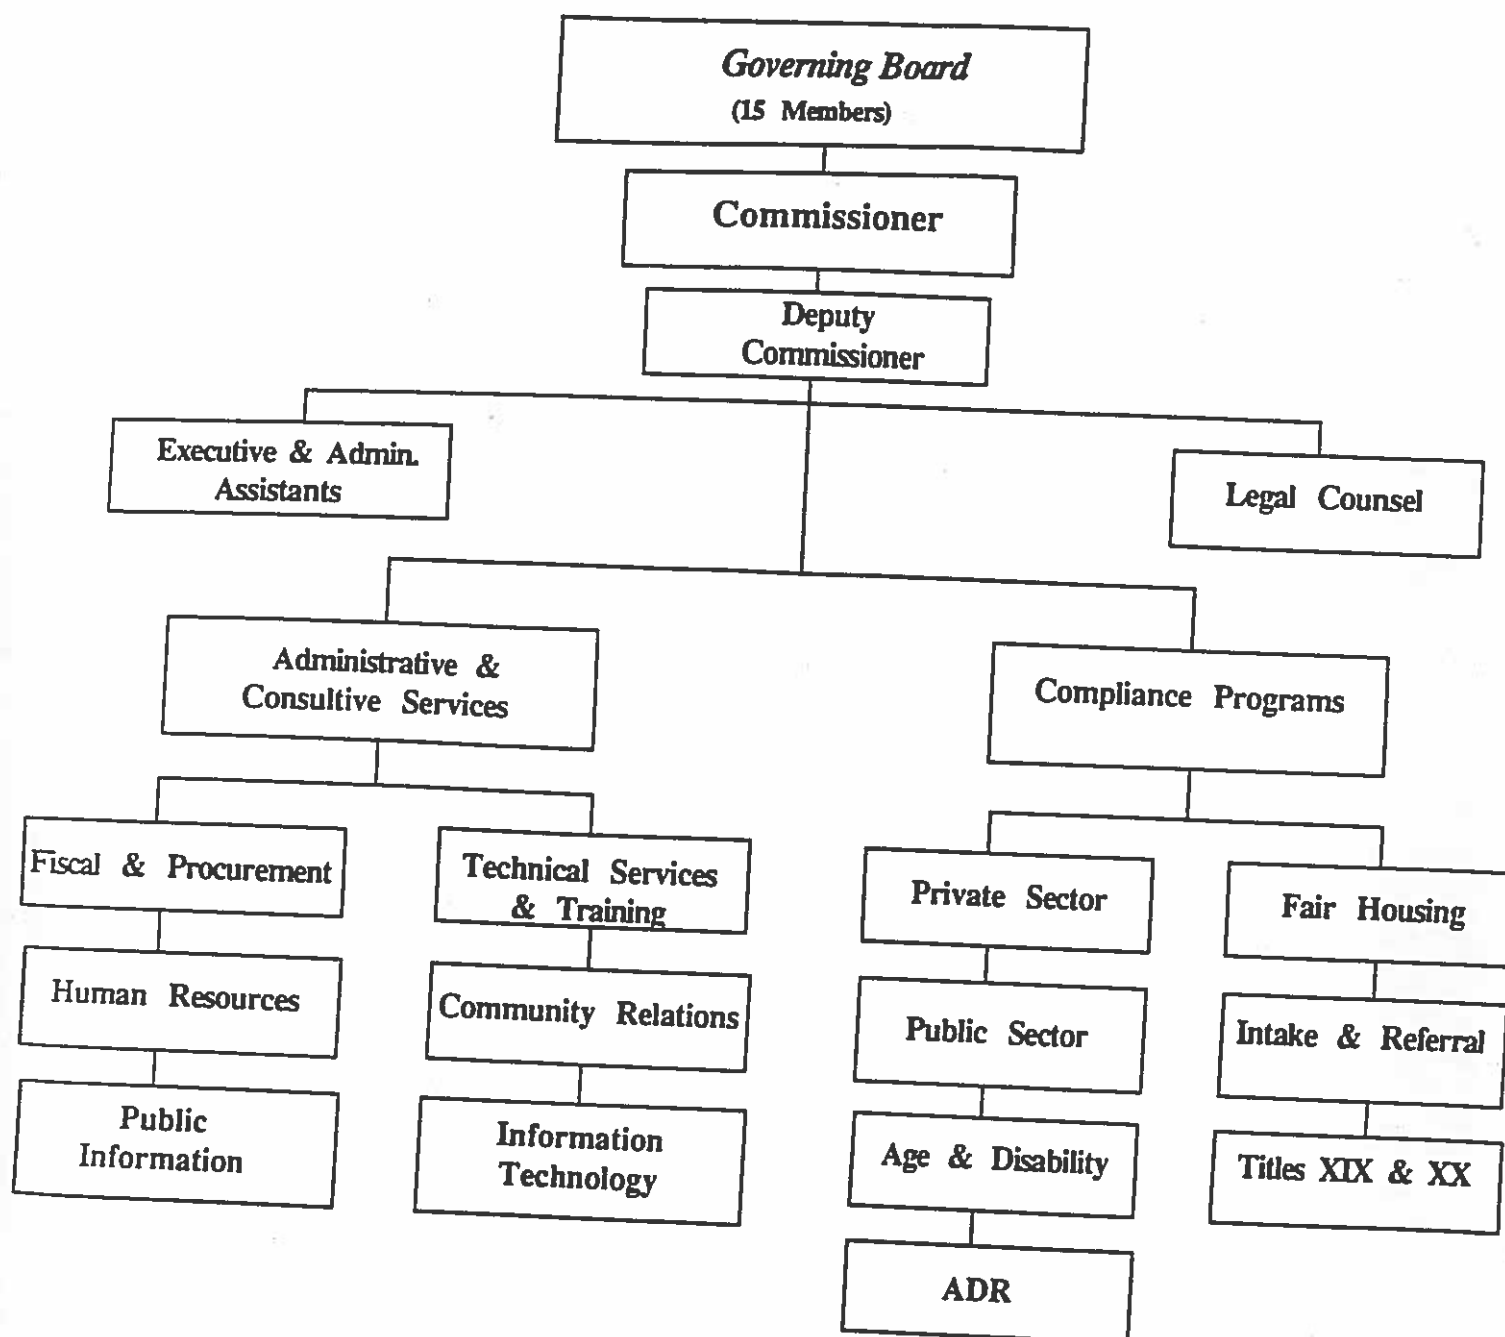 Governing Board
(15 Members)
Commissioner
Deputy
Commissioner
Executive & Admin.
Assistants
Legal Counsel
Administrative &
Consultive Services
Compliance Programs
Fiscal & Procurement
Technical Services
& Training
Private Sector
Fair Housing
Human Resources
Community Relations
Public Sector
Intake & Referral
Public
Information
Information
Technology
Age & Disability
Titles XIX & XX
ADR